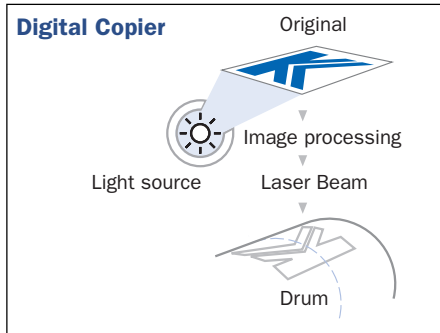 Digital Copier
Original
Image processing
Light source
Laser Beam
Drum